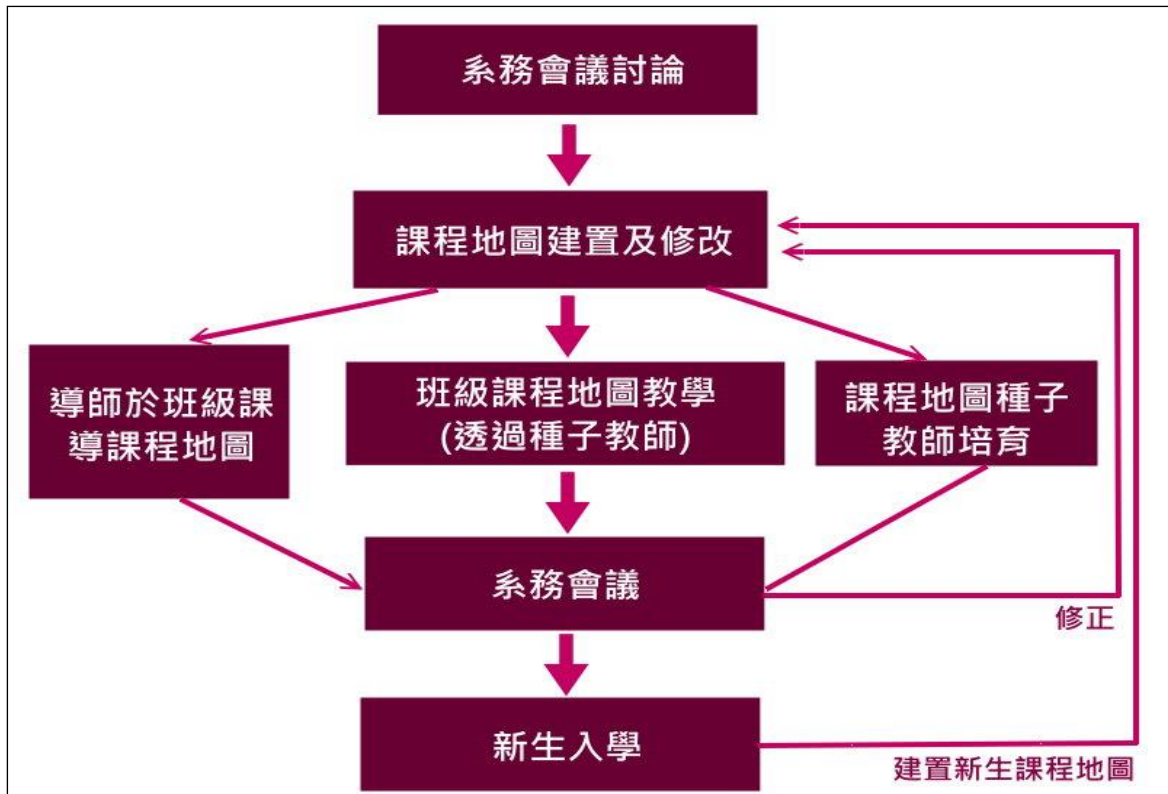 系務會議討論
課程地圖建置及修改
導師於班級課
導課程地圖
班級課程地圖教學
(透過種子教師)
課程地圖種子
教師培育
系務會議
修正
新生入學
建置新生課程地圖